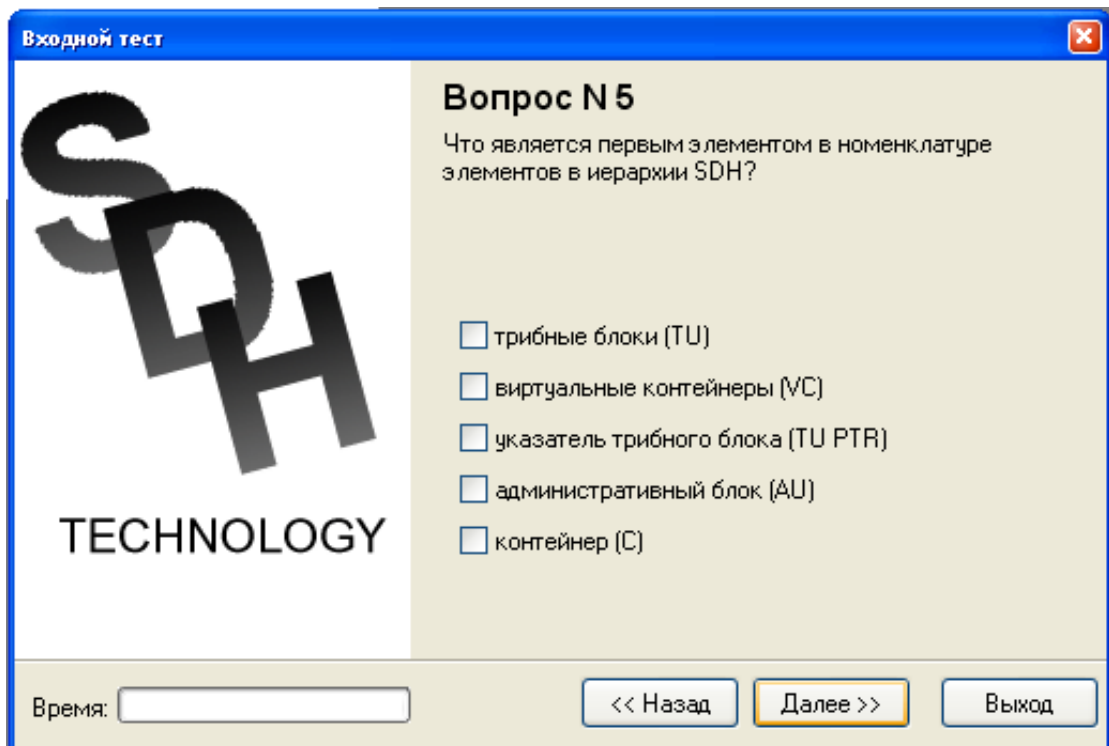 Входной тест
SDH
TECHNOLOGY
Вопрос N 5
Что является первым элементом в номенклатуре
элементов в иерархии SDH?
трибные блоки (TU)
виртуальные контейнеры (VC)
указатель трибного блока (TU PTR)
административный блок (AU)
контейнер (C)
Время:
<< Назад
Далее >>
Выход